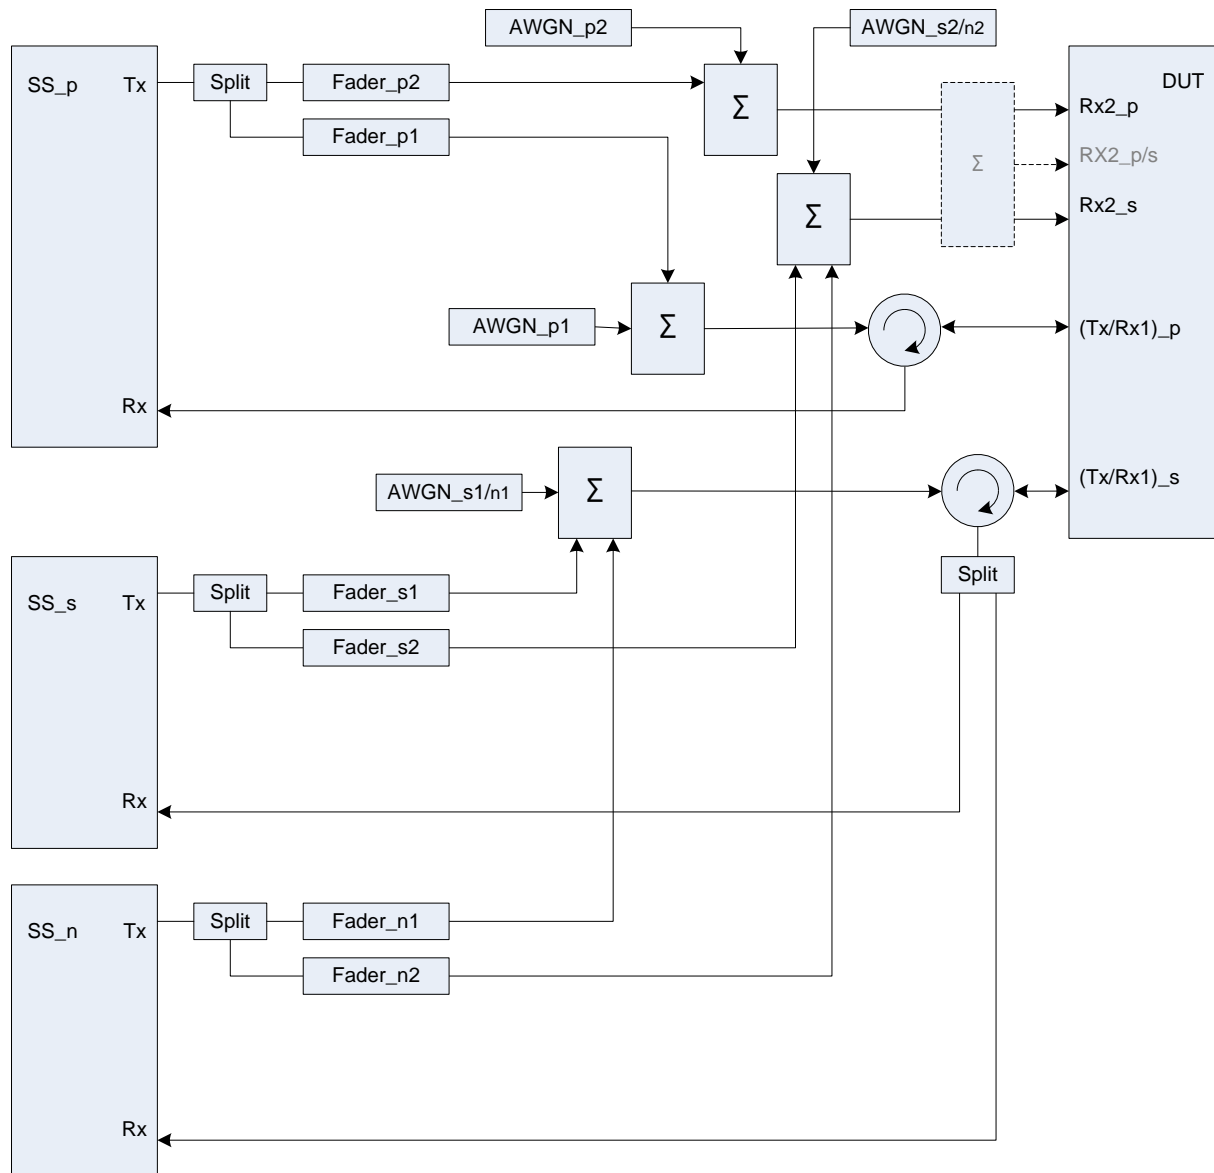 AWGN_p2
AWGN_s2/n2
SS_p
Tx
Split
Fader_p2
Fader_p1
Σ
DUT
Rx2_p
RX2_p/s
Rx2_s
Σ
Σ
AWGN_p1
Σ
(Tx/Rx1)_p
Rx
AWGN_s1/n1
Σ
(Tx/Rx1)_s
Split
SS_s
Tx
Split
Fader_s1
Fader_s2
Rx
SS_n
Tx
Split
Fader_n1
Fader_n2
Rx